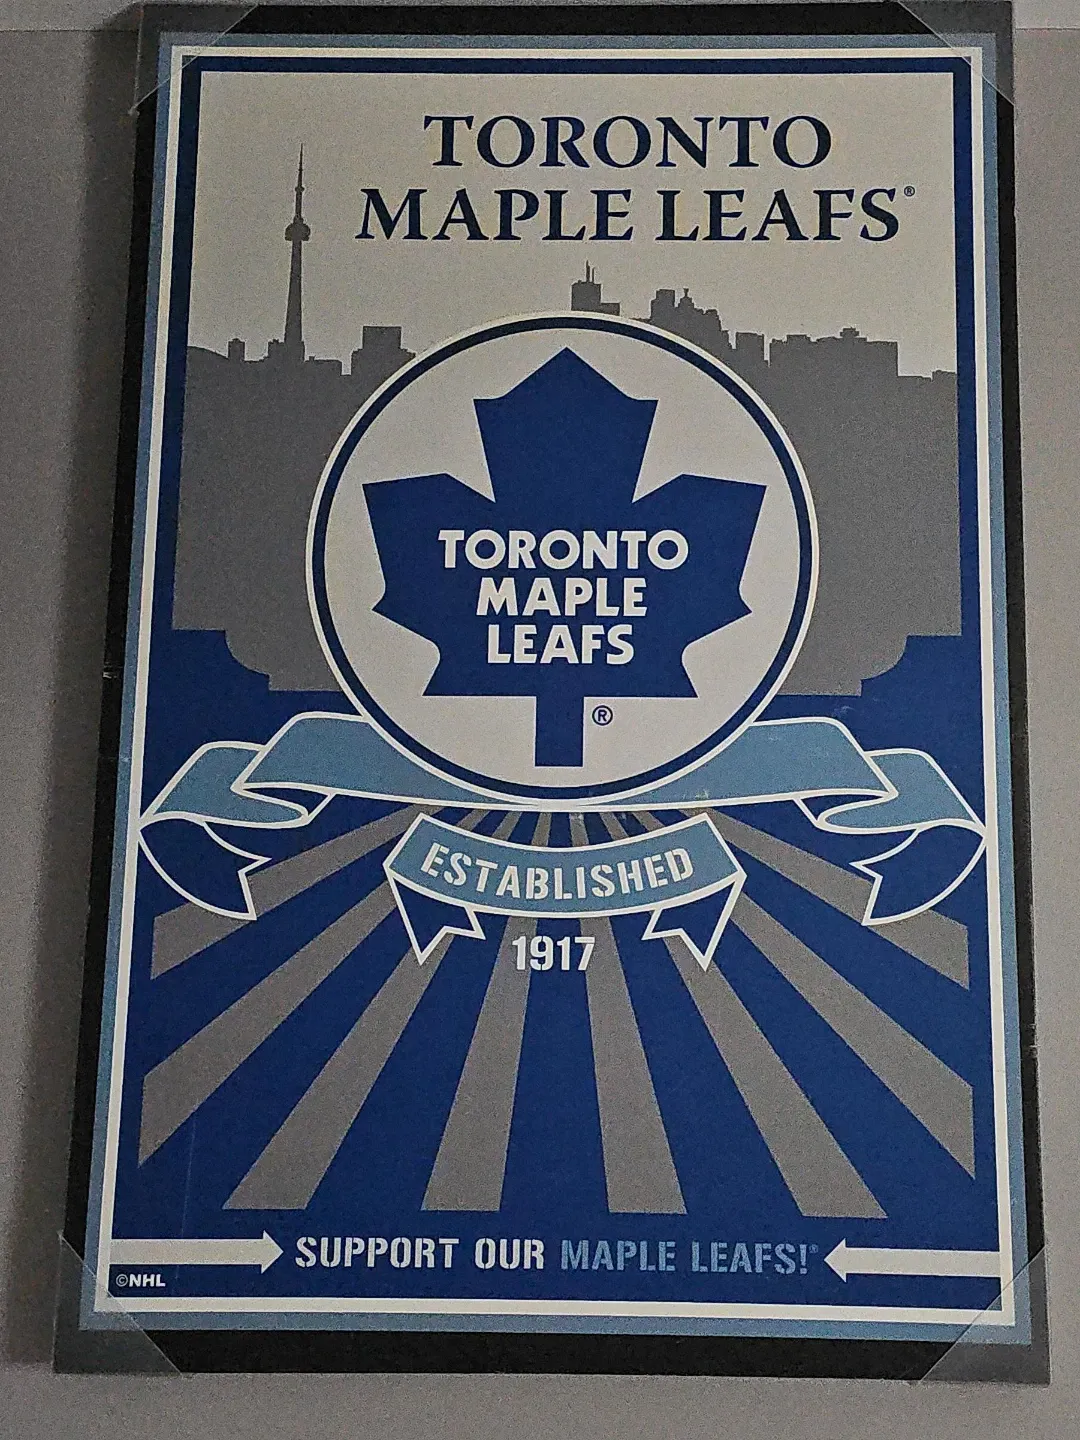 TORONTO
MAPLE LEAFS®
TORONTO
MAPLE
LEAFS
®
ESTABLISHED
1917
SUPPORT OUR MAPLE LEAFS!®
©NHL